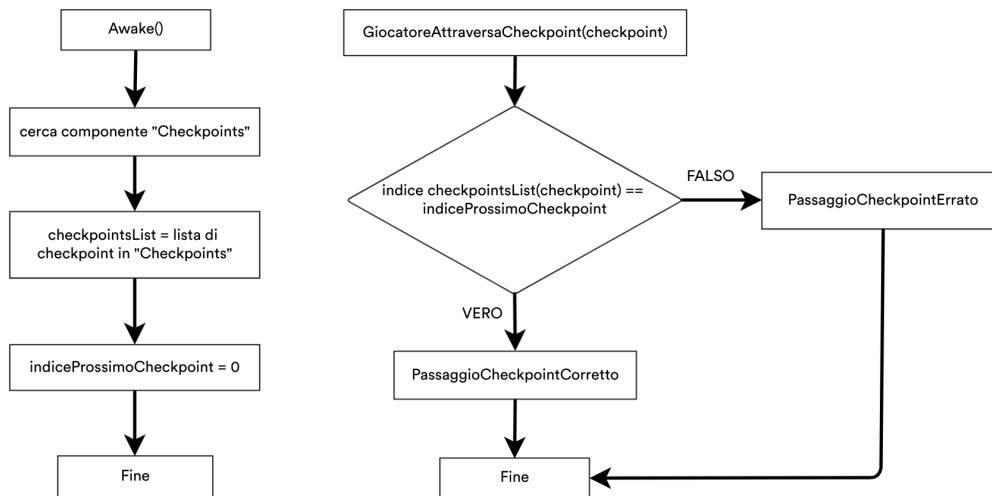 Awake()
cerca componente "Checkpoints"
checkpointsList = lista di
checkpoint in "Checkpoints"
indiceProssimoCheckpoint = 0
Fine
GiocatoreAttraversaCheckpoint(checkpoint)
indice checkpointsList(checkpoint) ==
indiceProssimoCheckpoint
FALSO
PassaggioCheckpointErrato
VERO
PassaggioCheckpointCorretto
Fine